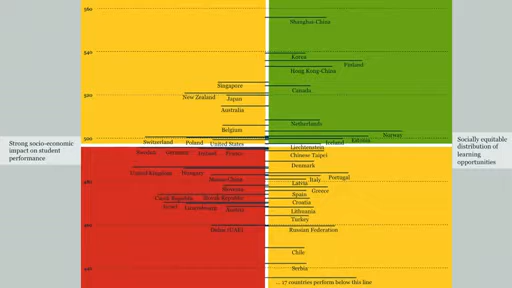 560
Shanghai-China
540
Korea
Finland
Hong Kong-China
Singapore
Canada
New Zealand
Japan
520
Australia
Netherlands
Belgium
Norway
500
Estonia
Switzerland
Poland
United States
Iceland
Liechtenstein
Sweden
Germany
Ireland
France
Chinese Taipei
Denmark
United Kingdom
Hungary
Portugal
Macao-China
Italy
480
Latvia
Slovenia
Greece
Spain
Czech Republic
Slovak Republic
Croatia
Israel
Luxembourg
Austria
Lithuania
Turkey
460
Dubai (UAE)
Russian Federation
Chile
440
Serbia
... 17 countries perform below this line
Strong socio-economic
impact on student
performance
Socially equitable
distribution of
learning
opportunities